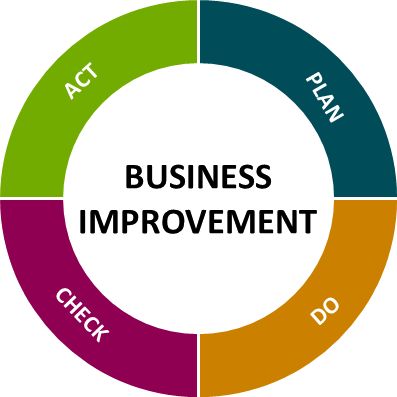 BUSINESS
IMPROVEMENT
PLAN
DO
CHECK
ACT